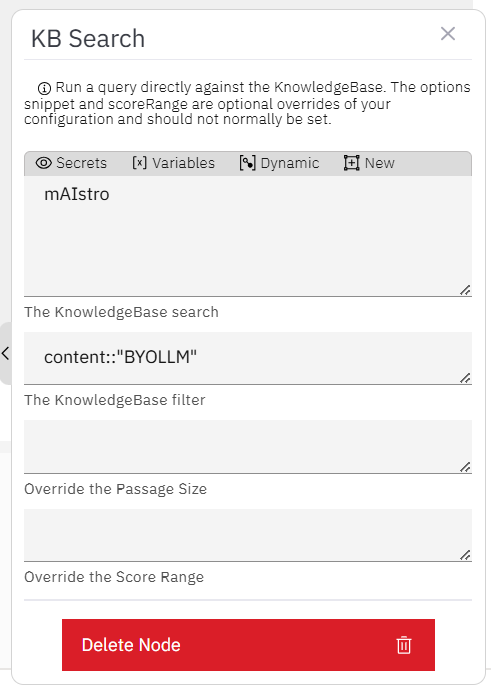 KB Search
Run a query directly against the KnowledgeBase. The options
snippet and scoreRange are optional overrides of your
configuration and should not normally be set.
Secrets Variables Dynamic New
mAIstro
The KnowledgeBase search
content::"BYOLLM"
The KnowledgeBase filter
Override the Passage Size
Override the Score Range
Delete Node